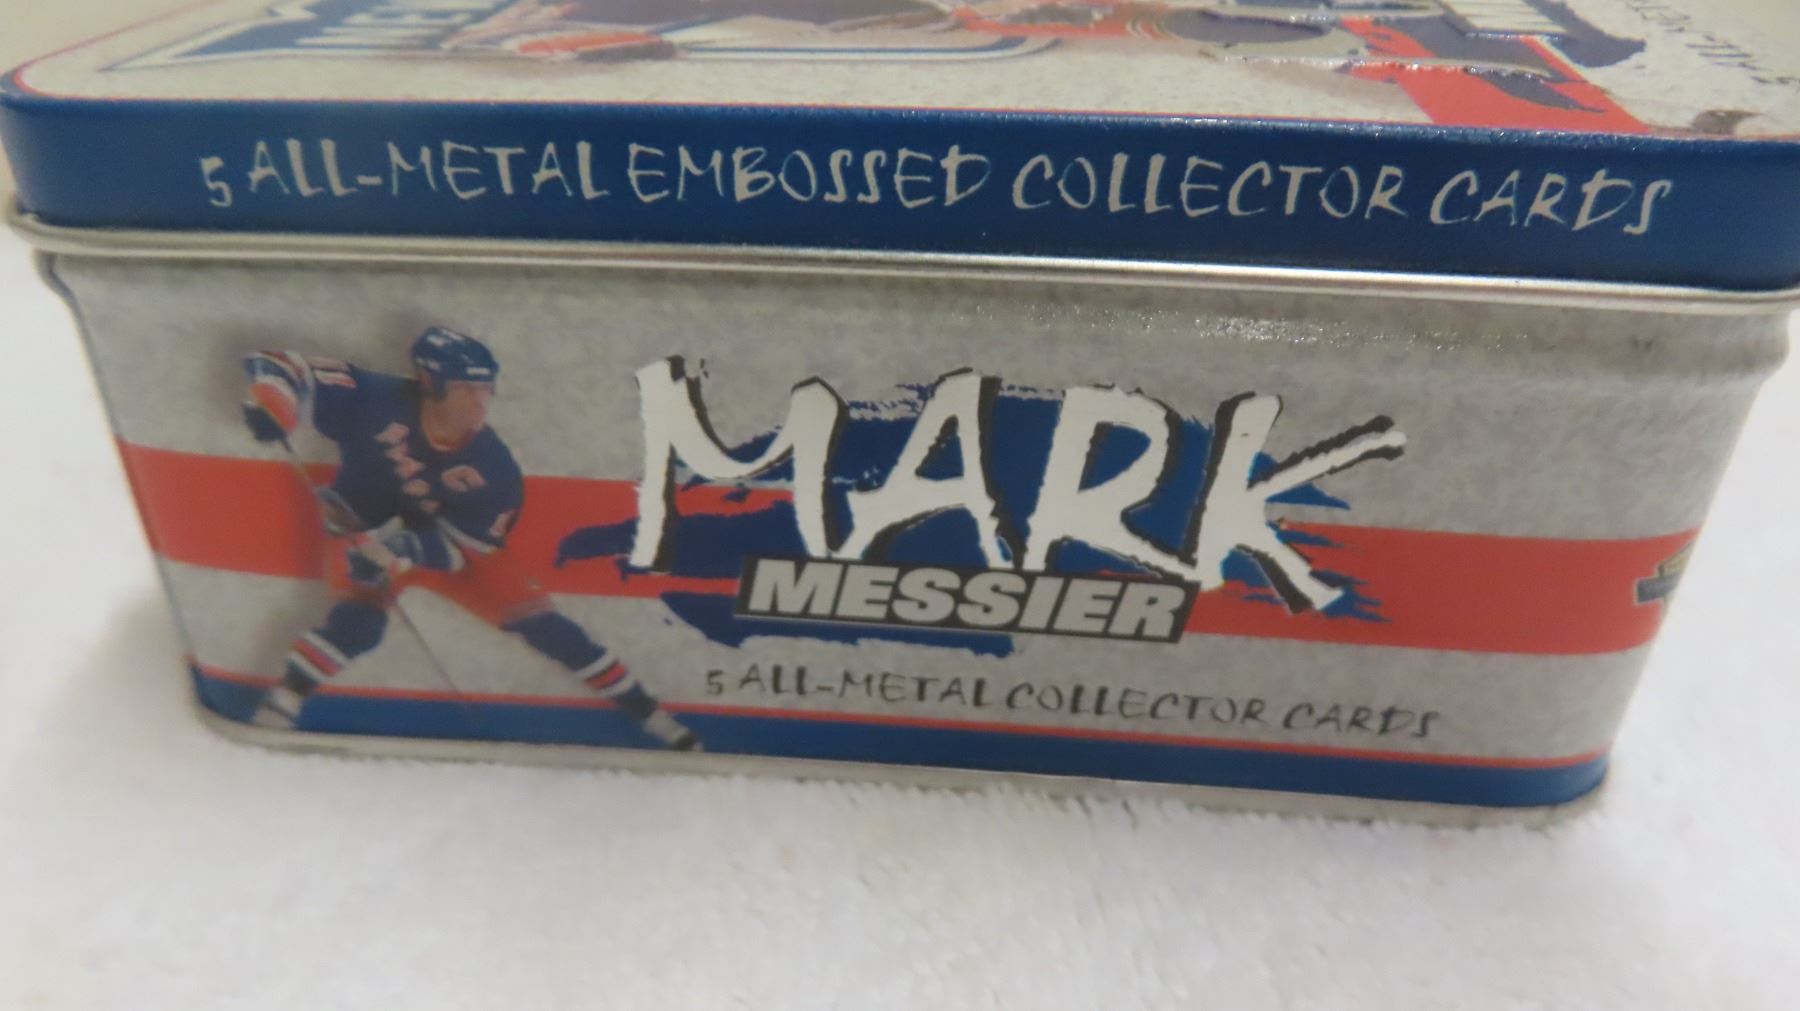 5 ALL-METAL EMBOSSED COLLECTOR CARDS
MARK
MESSIER
5 ALL-METAL COLLECTOR CARDS